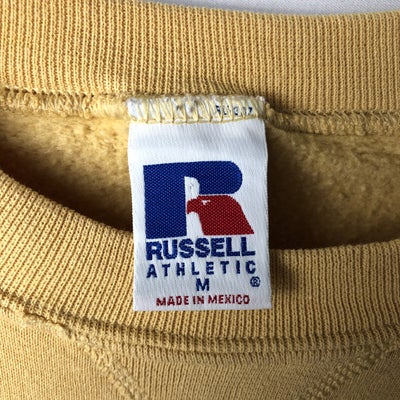 R
RUSSELL
ATHLETIC
M ®
MADE IN MEXICO